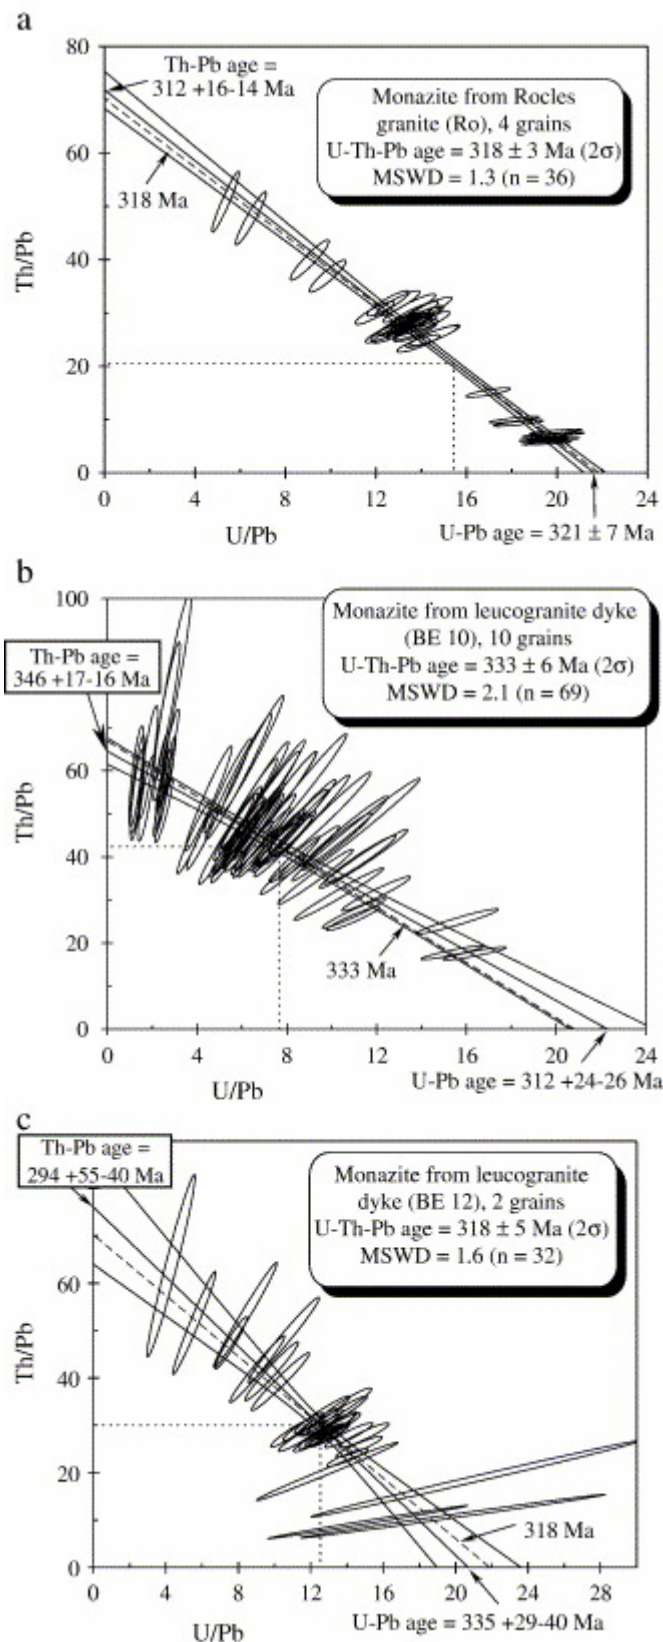 a
80
60
40
20
0
Th/Pb
Th-Pb age =
312 +16-14 Ma
318 Ma
Monazite from Rocles
granite (Ro), 4 grains
U-Th-Pb age = 318 ± 3 Ma (2σ)
MSWD = 1.3 (n = 36)
0 4 8 12 16 20 24
U/Pb
U-Pb age = 321 ± 7 Ma
b
100
60
40
20
0
Th/Pb
Th-Pb age =
346 +17-16 Ma
Monazite from leucogranite dyke
(BE 10), 10 grains
U-Th-Pb age = 333 ± 6 Ma (2σ)
MSWD = 2.1 (n = 69)
333 Ma
0 4 8 12 16 20 24
U/Pb
U-Pb age = 312 +24-26 Ma
c
Th-Pb age =
294 +55-40 Ma
60
40
20
0
Th/Pb
Monazite from leucogranite
dyke (BE 12), 2 grains
U-Th-Pb age = 318 ± 5 Ma (2σ)
MSWD = 1.6 (n = 32)
318 Ma
0 4 8 12 16 20 24 28
U/Pb
U-Pb age = 335 +29-40 Ma